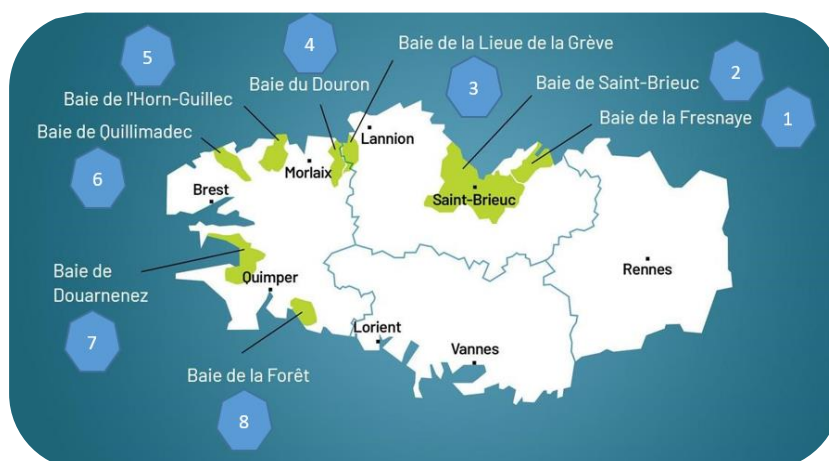 4
Baie de la Lieue de la Grève
5
Baie du Douron
3
Baie de Saint-Brieuc
2
Baie de l'Horn-Guillec
Baie de la Fresnaye
1
Baie de Quillimadec
Lannion
6
Morlaix
Brest
Saint-Brieuc
Baie de
Douarnenez
Quimper
Rennes
7
Lorient
Vannes
Baie de la Forêt
8